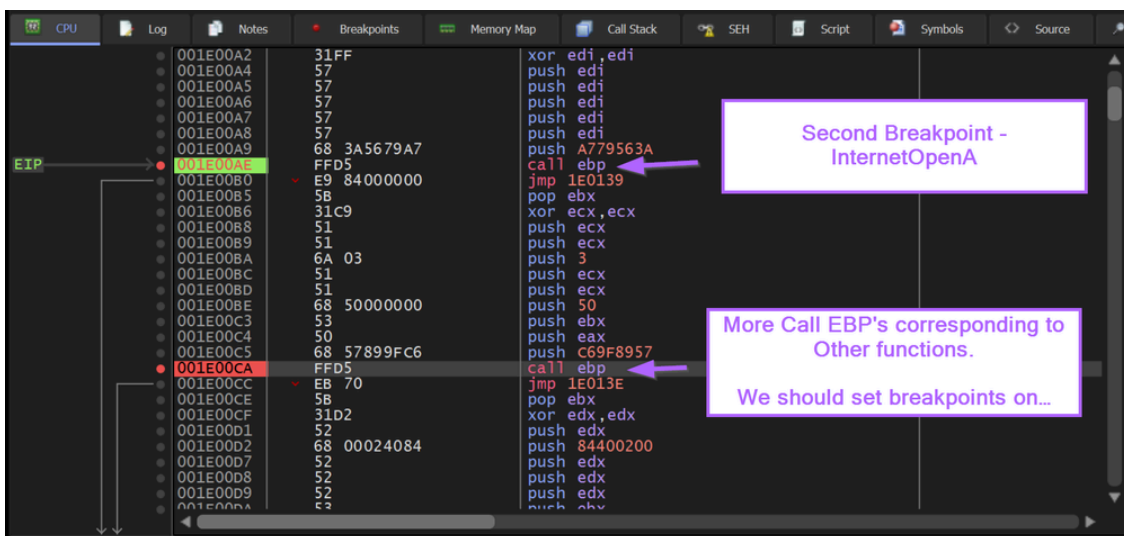 CPU Log Notes Breakpoints Memory Map Call Stack SEH Script Symbols Source
001E00A2 31FF xor edi,edi
001E00A4 57 push edi
001E00A5 57 push edi
001E00A6 57 push edi
001E00A7 57 push edi
001E00A8 57 push edi
001E00A9 68 3A5679A7 push A779563A
EIP 001E00AE FFD5 call ebp
001E00B0 E9 84000000 jmp 1E0139
001E00B5 5B pop ebx
001E00B6 31C9 xor ecx,ecx
001E00B8 51 push ecx
001E00B9 51 push ecx
001E00BA 6A 03 push 3
001E00BC 51 push ecx
001E00BD 51 push ecx
001E00BE 68 50000000 push 50
001E00C3 53 push ebx
001E00C4 50 push eax
001E00C5 68 57899FC6 push C69F8957
001E00CA FFD5 call ebp
001E00CC EB 70 jmp 1E013E
001E00CE 5B pop ebx
001E00CF 31D2 xor edx,edx
001E00D1 52 push edx
001E00D2 68 00024084 push 84400200
001E00D7 52 push edx
001E00D8 52 push edx
001E00D9 52 push edx
001E00DA 53 push ebx
Second Breakpoint -
InternetOpenA
More Call EBP's corresponding to
Other functions.
We should set breakpoints on...